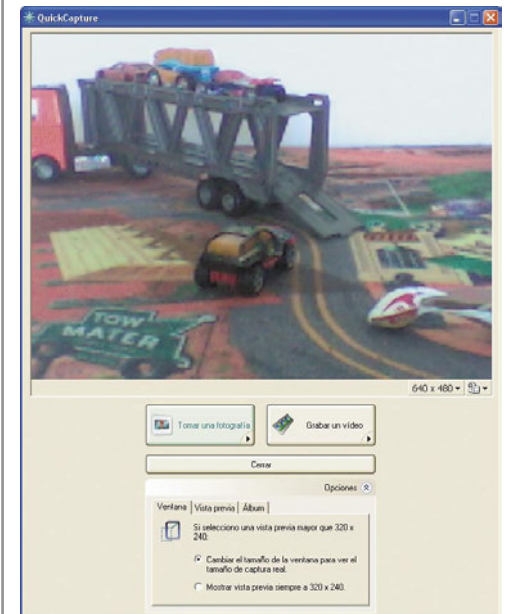 QuickCapture
RAY
TOW
MATER
640 x 480
Tomar una fotografía
Grabar un vídeo
Cerrar
Opciones
Ventana
Vista previa
Álbum
Si selecciono una vista previa mayor que 320 x
240:
Cambiar el tamaño de la ventana para ver el
tamaño de captura real.
Mostrar vista previa siempre a 320 x 240.